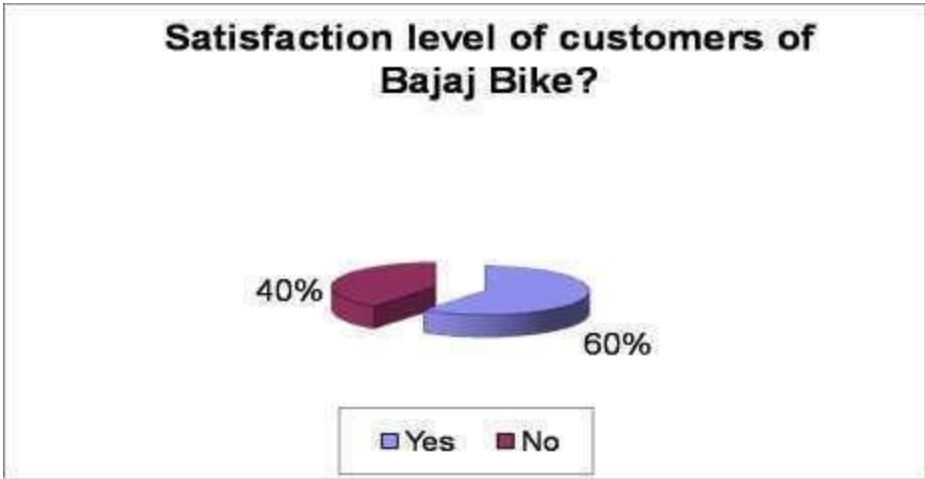 Satisfaction level of customers of
Bajaj Bike?
40%
60%
Yes No